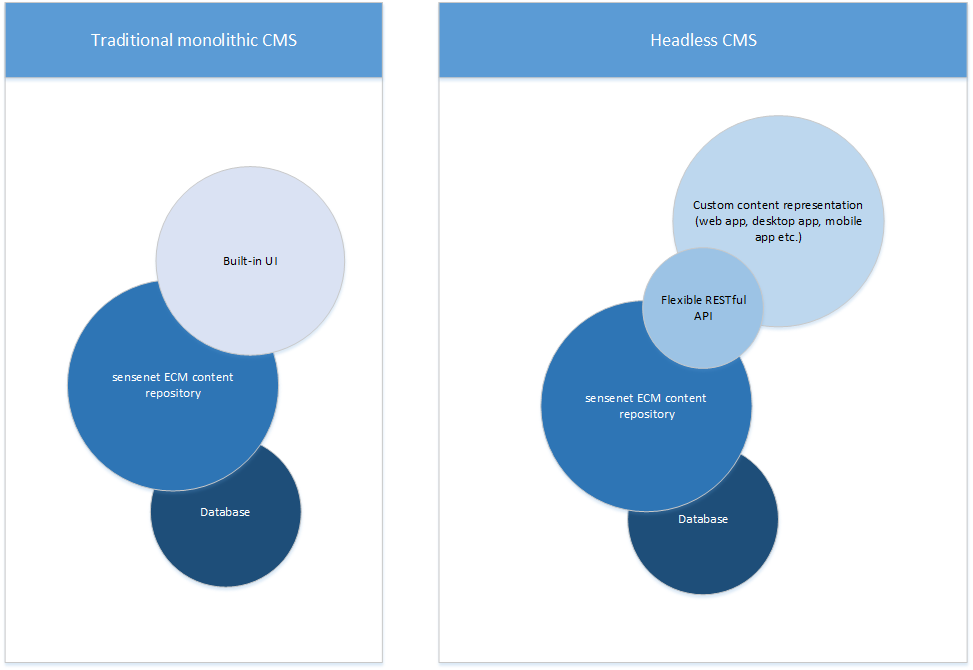 Traditional monolithic CMS
Built-in UI
sensenet ECM content
repository
Database
Headless CMS
Custom content representation
(web app, desktop app, mobile
app etc.)
Flexible RESTful
API
sensenet ECM content
repository
Database